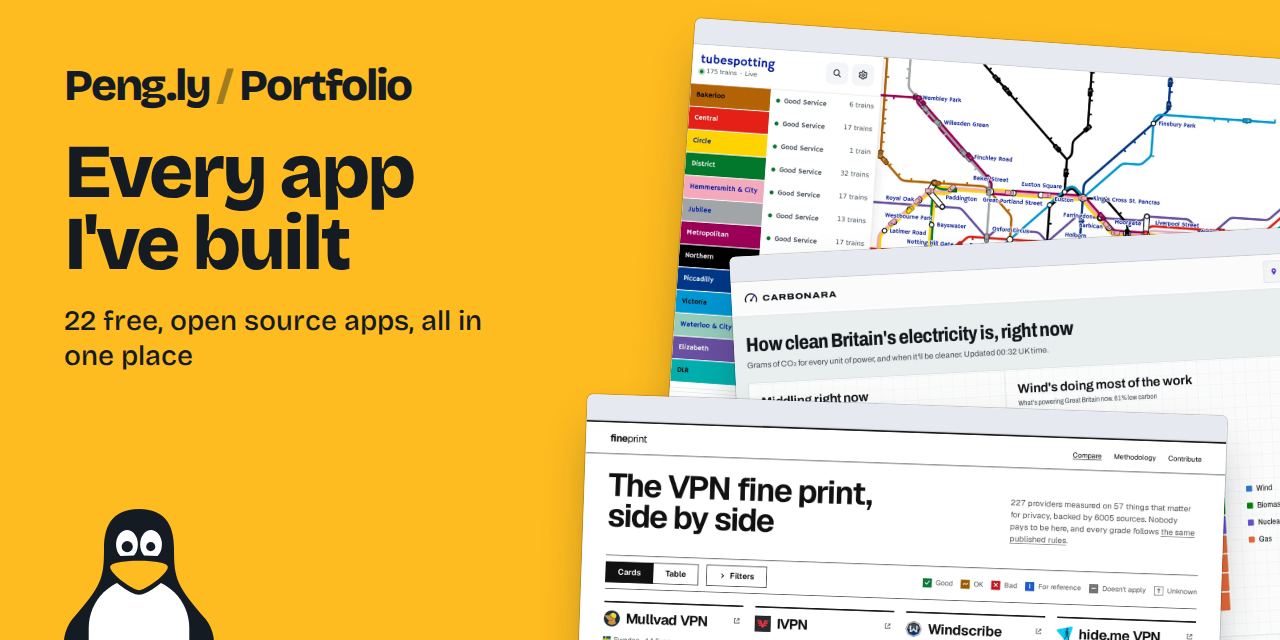 Peng.ly / Portfolio
Every app
I've built
22 free, open source apps, all in
one place
tubespotting
175 trains · Live
Bakerloo Good Service 6 trains
Central Good Service 17 trains
Circle Good Service 1 train
District Good Service 32 trains
Hammersmith & City Good Service 17 trains
Jubilee Good Service 13 trains
Metropolitan Good Service 17 trains
Northern
Piccadilly
Victoria
Waterloo & City
Elizabeth
DLR
Wembley Park
Willesden Green
Finchley Road
Finsbury Park
Baker Street
Euston Square
Royal Oak
Paddington
Great Portland Street
Euston
King's Cross St. Pancras
Westbourne Park
Bayswater
Farringdon
Barbican
Moorgate
Liverpool Street
Latimer Road
Notting Hill Gate
Oxford Circus
Holborn
CARBONARA
How clean Britain's electricity is, right now
Grams of CO₂ for every unit of power, and when it'll be cleaner. Updated 00:32 UK time.
Middling right now
Wind's doing most of the work
What's powering Great Britain now. 61% low carbon
Wind
Nuclear
Gas
fineprint
Compare Methodology Contribute
The VPN fine print,
side by side
227 providers measured on 57 things that matter
for privacy, backed by 6005 sources. Nobody
pays to be here, and every grade follows the same
published rules.
Cards Table Filters
Good OK Bad For reference Doesn't apply Unknown
Mullvad VPN IVPN Windscribe hide.me VPN